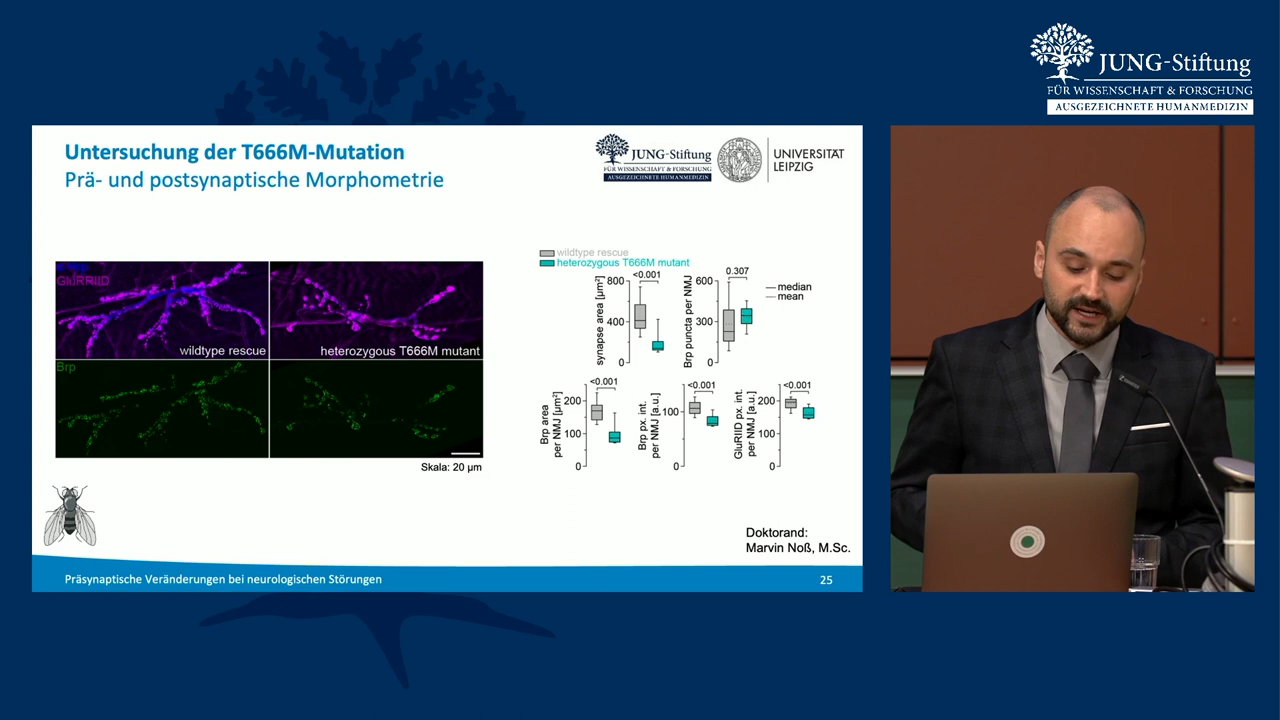 JUNG-Stiftung
FÜR WISSENSCHAFT & FORSCHUNG
AUSGEZEICHNETE HUMANMEDIZIN
Untersuchung der T666M-Mutation
Prä- und postsynaptische Morphometrie
JUNG-Stiftung
FÜR WISSENSCHAFT & FORSCHUNG
AUSGEZEICHNETE HUMANMEDIZIN
UNIVERSITÄT
LEIPZIG
GluRRIID
wildtype rescue
heterozygous T666M mutant
Brp
Skala: 20 µm
wildtype rescue
heterozygous T666M mutant
synapse area [µm²]
800
400
0
<0.001
Brp puncta per NMJ
600
300
0
0.307
median
mean
Brp area
per NMJ [µm²]
200
100
0
<0.001
Brp px. int.
per NMJ [a.u.]
100
0
<0.001
GluRIID px. int.
per NMJ [a.u.]
200
100
0
<0.001
Doktorand:
Marvin Noß, M.Sc.
Präsynaptische Veränderungen bei neurologischen Störungen
25